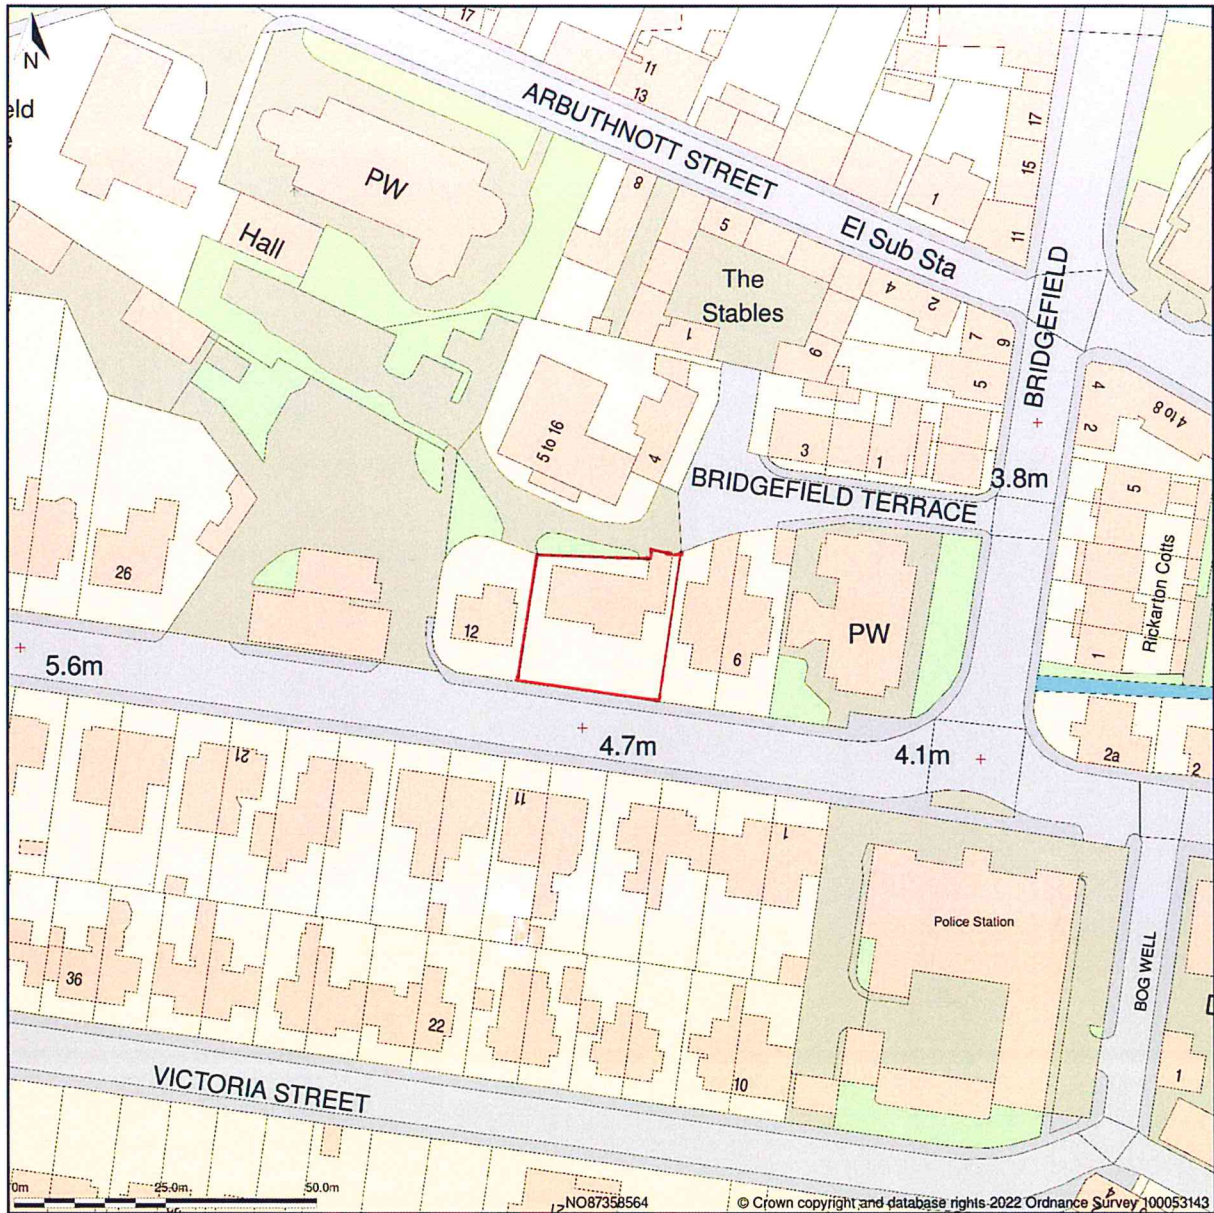 17
N
eld
11
13
ARBUTHNOTT STREET
17
15
PW
8
1
11
Hall
5
El Sub Sta
The
Stables
4
2
BRIDGEFIELD
7
9
1
9
5
4
2
4 to 8
5 to 16
4
3
1
BRIDGEFIELD TERRACE
3.8m
5
Rickarton Cotts
26
12
6
PW
1
5.6m
4.7m
4.1m
2a
2
21
11
1
Police Station
BOG WELL
36
22
10
1
VICTORIA STREET
0m
25.0m
50.0m
NO87358564
© Crown copyright and database rights 2022 Ordnance Survey 100053143
4